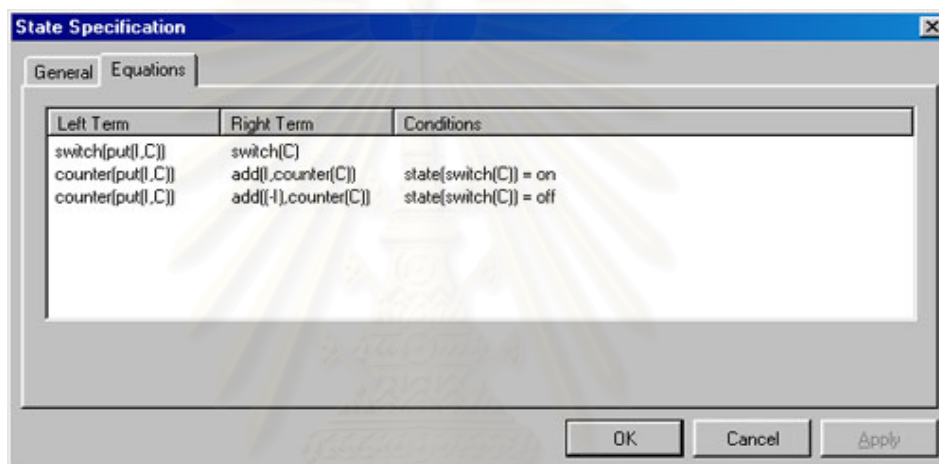 State Specification
General Equations
Left Term Right Term Conditions
switch(put(I,C)) switch(C)
counter(put(I,C)) add(I,counter(C)) state(switch(C)) = on
counter(put(I,C)) add((-I),counter(C)) state(switch(C)) = off
OK Cancel Apply